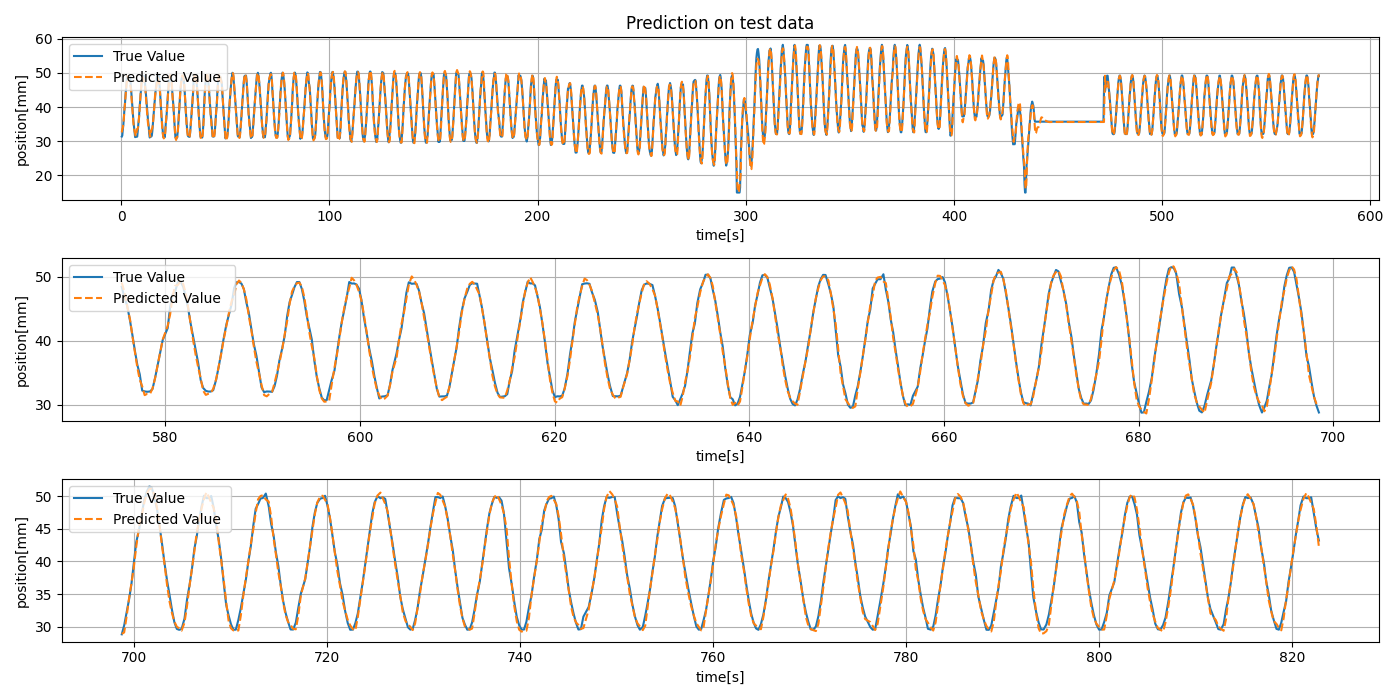 Prediction on test data
True Value
Predicted Value
position[mm]
60
50
40
30
20
0
100
200
300
400
500
600
time[s]
True Value
Predicted Value
position[mm]
50
40
30
580
600
620
640
660
680
700
time[s]
True Value
Predicted Value
position[mm]
50
45
40
35
30
700
720
740
760
780
800
820
time[s]